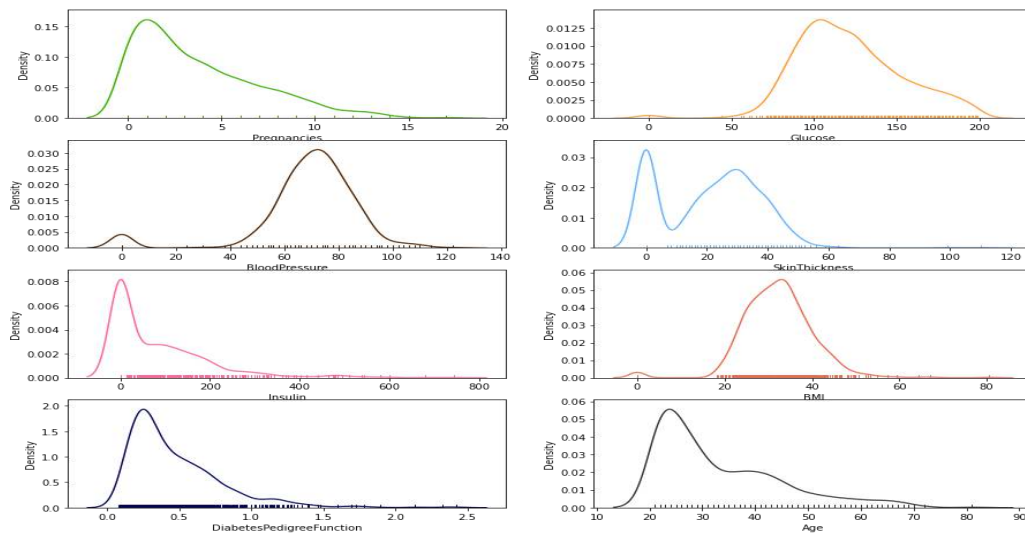 0.15
0.10
0.05
0.00
Density
0 5 10 15 20
Pregnancies
0.0125
0.0100
0.0075
0.0050
0.0025
0.0000
Density
0 50 100 150 200
Glucose
0.030
0.025
0.020
0.015
0.010
0.005
0.000
Density
0 20 40 60 80 100 120 140
BloodPressure
0.03
0.02
0.01
0.00
Density
0 20 40 60 80 100 120
SkinThickness
0.008
0.006
0.004
0.002
0.000
Density
0 200 400 600 800
Insulin
0.06
0.05
0.04
0.03
0.02
0.01
0.00
Density
0 20 40 60 80
BMI
2.0
1.5
1.0
0.5
0.0
Density
0.0 0.5 1.0 1.5 2.0 2.5
DiabetesPedigreeFunction
0.06
0.05
0.04
0.03
0.02
0.01
0.00
Density
10 20 30 40 50 60 70 80 90
Age